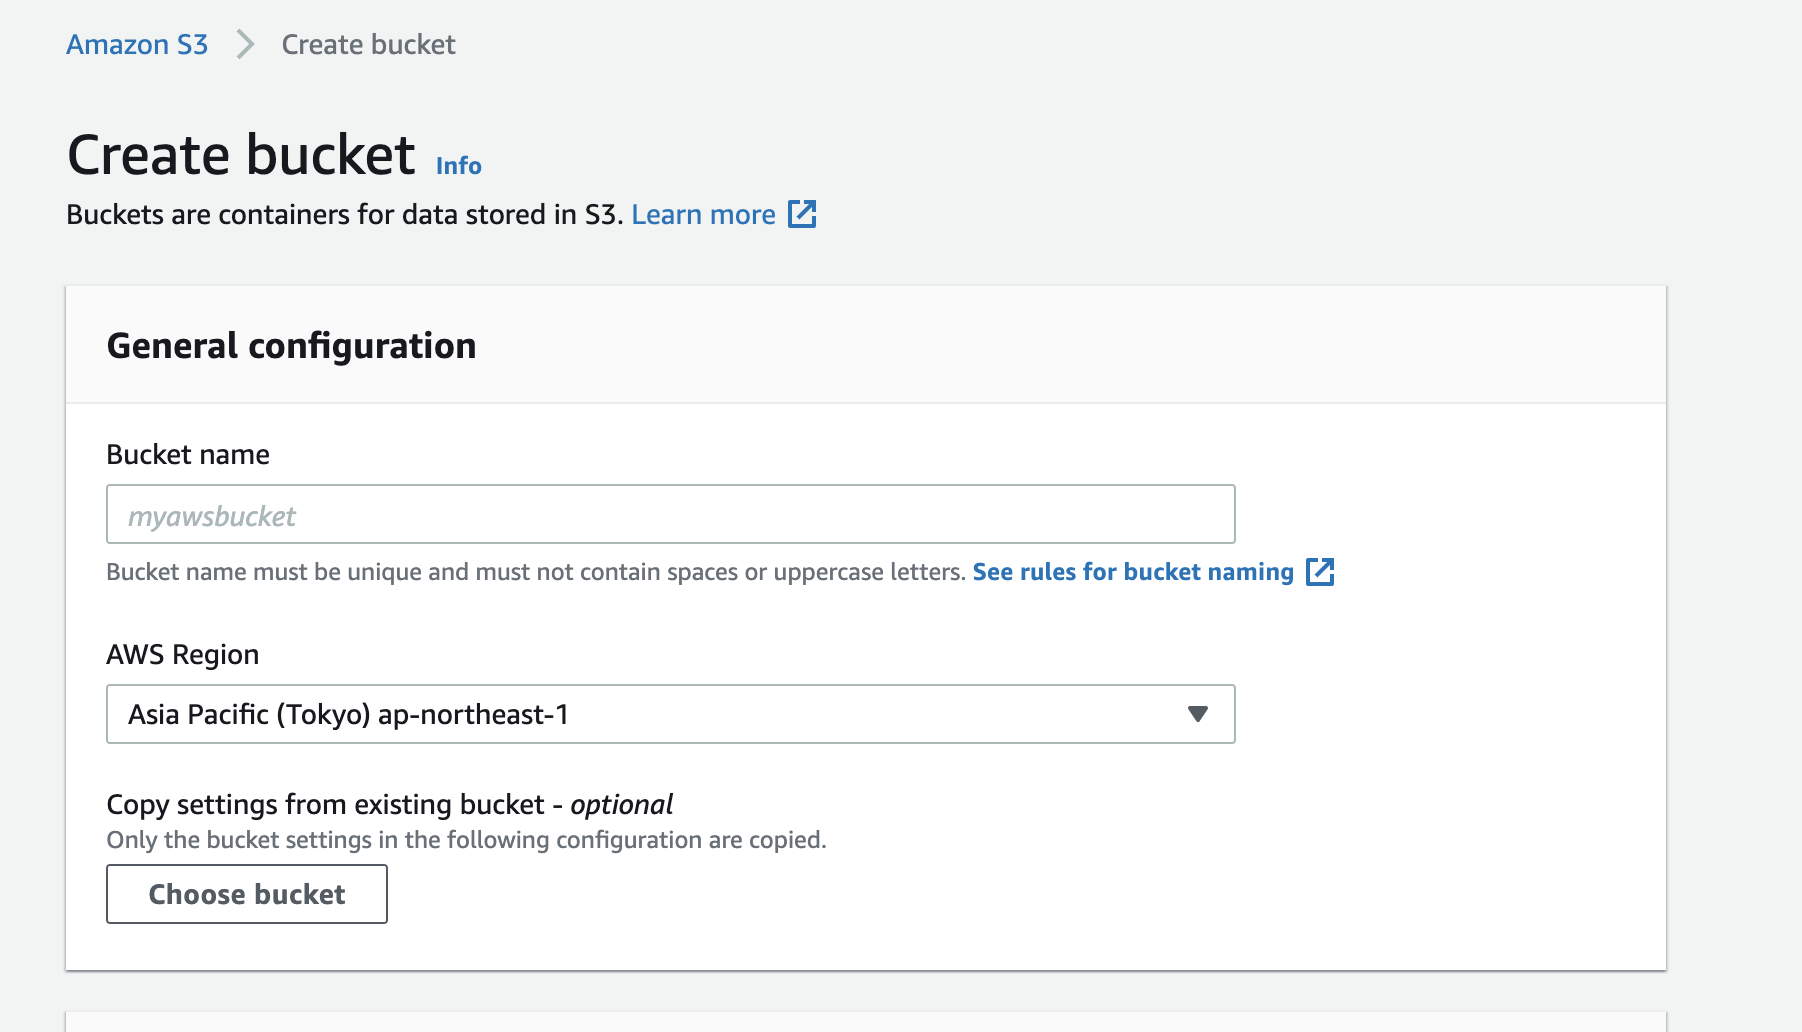 Amazon S3 > Create bucket
Create bucket Info
Buckets are containers for data stored in S3. Learn more
General configuration
Bucket name
myawsbucket
Bucket name must be unique and must not contain spaces or uppercase letters. See rules for bucket naming
AWS Region
Asia Pacific (Tokyo) ap-northeast-1
Copy settings from existing bucket - optional
Only the bucket settings in the following configuration are copied.
Choose bucket